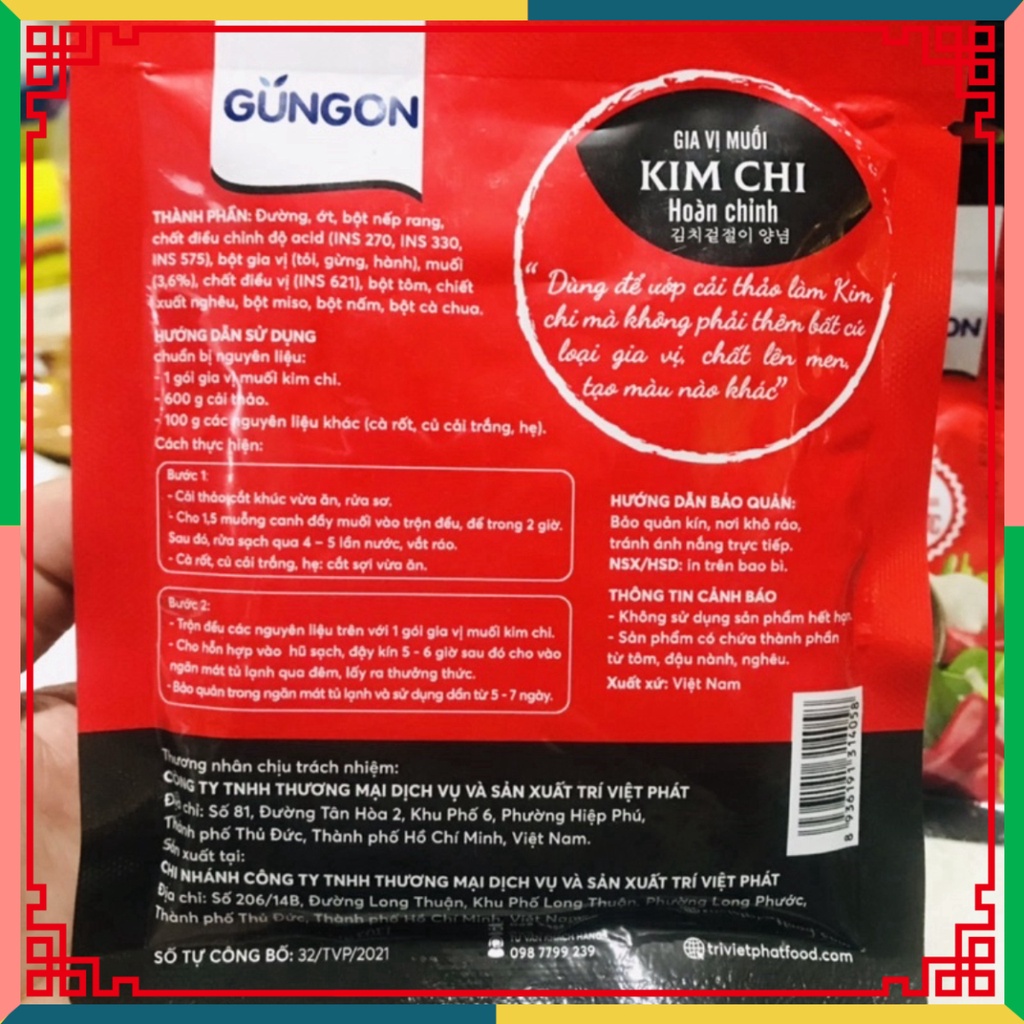 GŨNGON
GIA VỊ MUỐI
KIM CHI
Hoàn chỉnh
김치겉절이 양념
“ Dùng để ướp cải thảo làm Kim
chi mà không phải thêm bất cứ
loại gia vị, chất lên men,
tạo màu nào khác”
THÀNH PHẦN: Đường, ớt, bột nếp rang,
chất điều chỉnh độ acid (INS 270, INS 330,
INS 575), bột gia vị (tỏi, gừng, hành), muối
(3,6%), chất điều vị (INS 621), bột tôm, chiết
xuất nghêu, bột miso, bột nấm, bột cà chua.
HƯỚNG DẪN SỬ DỤNG
chuẩn bị nguyên liệu:
- 1 gói gia vị muối kim chi.
- 600 g cải thảo.
- 100 g các nguyên liệu khác (cà rốt, củ cải trắng, hẹ).
Cách thực hiện:
Bước 1:
- Cải thảo cắt khúc vừa ăn, rửa sơ.
- Cho 1,5 muỗng canh đầy muối vào trộn đều, để trong 2 giờ.
Sau đó, rửa sạch qua 4 – 5 lần nước, vắt ráo.
- Cà rốt, củ cải trắng, hẹ: cắt sợi vừa ăn.
Bước 2:
- Trộn đều các nguyên liệu trên với 1 gói gia vị muối kim chi.
- Cho hỗn hợp vào hũ sạch, đậy kín 5 - 6 giờ sau đó cho vào
ngăn mát tủ lạnh qua đêm, lấy ra thưởng thức.
- Bảo quản trong ngăn mát tủ lạnh và sử dụng dần từ 5 - 7 ngày.
HƯỚNG DẪN BẢO QUẢN:
Bảo quản kín, nơi khô ráo,
tránh ánh nắng trực tiếp.
NSX/HSD: in trên bao bì.
THÔNG TIN CẢNH BÁO
- Không sử dụng sản phẩm hết hạn.
- Sản phẩm có chứa thành phần
từ tôm, đậu nành, nghêu.
Xuất xứ: Việt Nam
8 936191 314058
Thương nhân chịu trách nhiệm:
CÔNG TY TNHH THƯƠNG MẠI DỊCH VỤ VÀ SẢN XUẤT TRÍ VIỆT PHÁT
Địa chỉ: Số 81, Đường Tân Hòa 2, Khu Phố 6, Phường Hiệp Phú,
Thành phố Thủ Đức, Thành phố Hồ Chí Minh, Việt Nam.
Sản xuất tại:
CHI NHÁNH CÔNG TY TNHH THƯƠNG MẠI DỊCH VỤ VÀ SẢN XUẤT TRÍ VIỆT PHÁT
Địa chỉ: Số 206/14B, Đường Long Thuận, Khu Phố Long Thuận, Phường Long Phước,
Thành phố Thủ Đức, Thành phố Hồ Chí Minh, Việt Nam
SỐ TỰ CÔNG BỐ: 32/TVP/2021
TƯ VẤN KHÁCH HÀNG
098 7799 239
trivietphatfood.com
ON